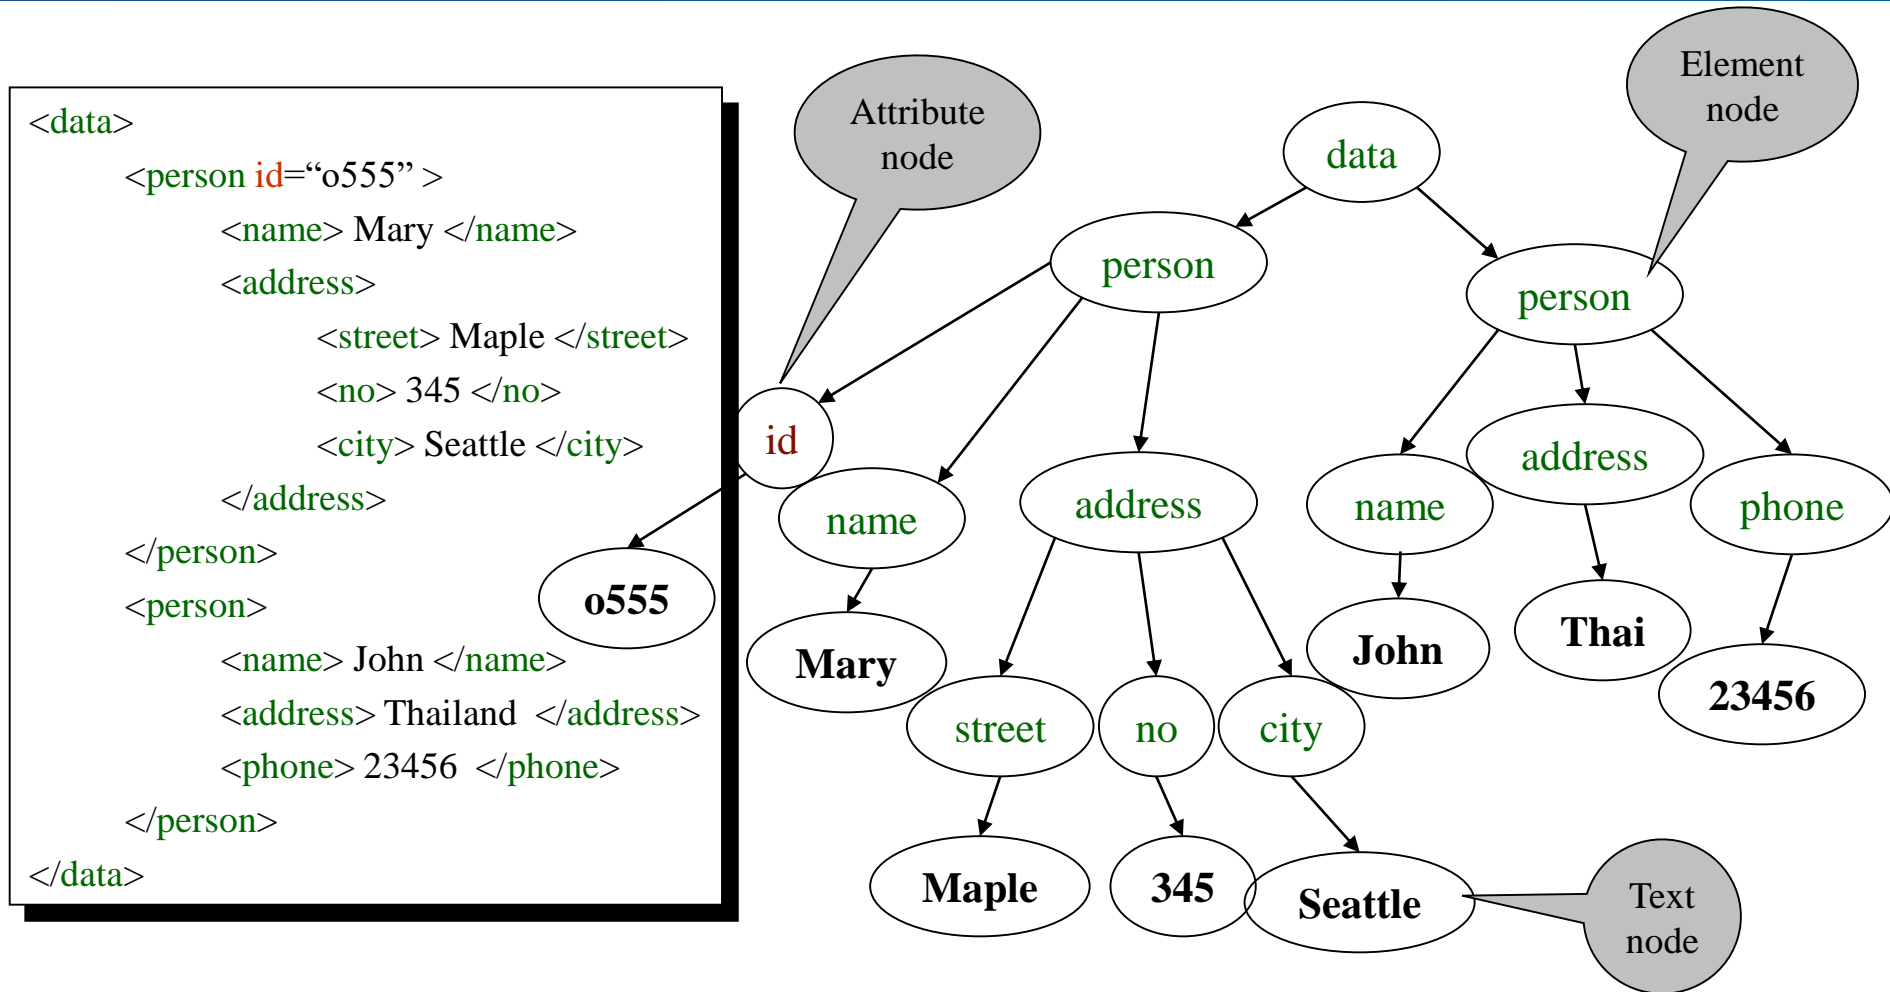 <data>
<person id=“o555” >
<name> Mary </name>
<address>
<street> Maple </street>
<no> 345 </no>
<city> Seattle </city>
</address>
</person>
<person>
<name> John </name>
<address> Thailand </address>
<phone> 23456 </phone>
</person>
</data>
Attribute
node
Element
node
data
person
person
id
name
address
name
address
phone
o555
Mary
street
no
city
John
Thai
23456
Maple
345
Seattle
Text
node